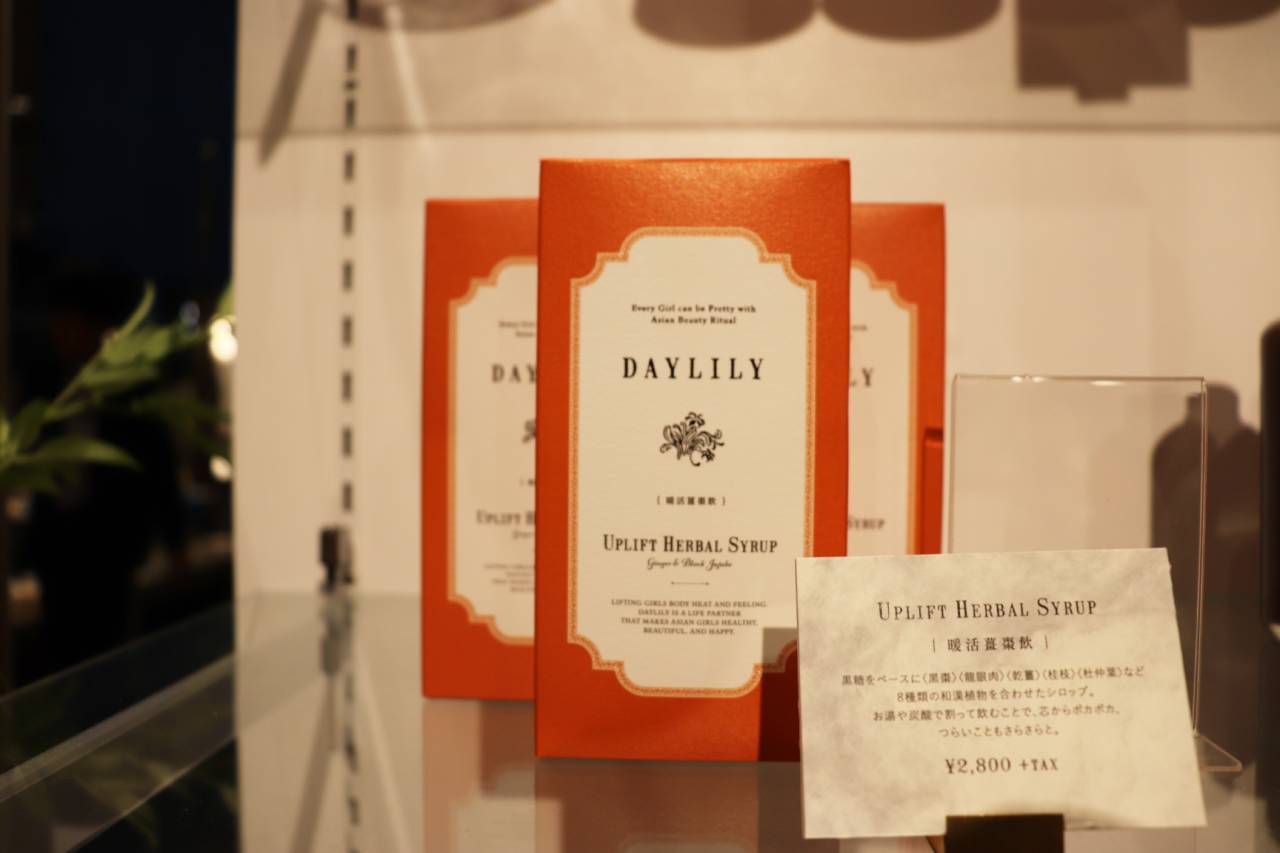 Every Girl can be Pretty with
Asian Beauty Ritual
DAYLILY
{ 暖活薑棗飲 }
UPLIFT HERBAL SYRUP
Ginger & Black Jujube
LIFTING GIRLS BODY HEAT AND FEELING.
DAYLILY IS A LIFE PARTNER
THAT MAKES ASIAN GIRLS HEALTHY,
BEAUTIFUL, AND HAPPY.
UPLIFT HERBAL SYRUP
| 暖活薑棗飲 |
黒糖をベースに〈黒棗〉〈龍眼肉〉〈乾薑〉〈桂枝〉〈杜仲葉〉など
8種類の和漢植物を合わせたシロップ。
お湯や炭酸で割って飲むことで、芯からポカポカ、
つらいこともさらさらと。
¥2,800 +TAX